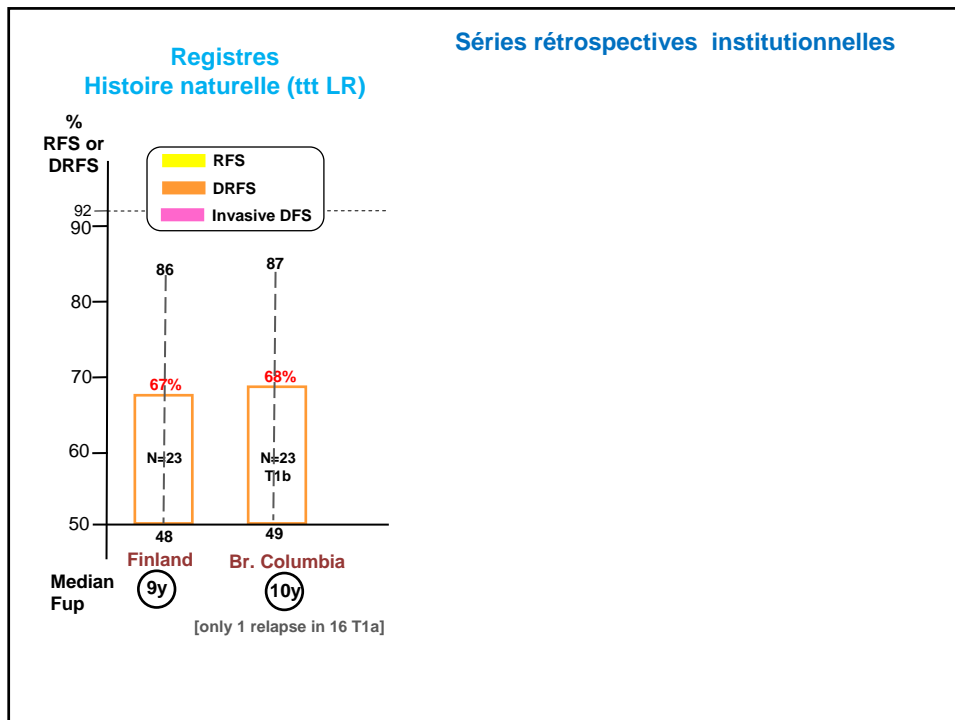 Séries rétrospectives institutionnelles
Registres
Histoire naturelle (ttt LR)
%
RFS or
DRFS
RFS
DRFS
Invasive DFS
92
90
80
70
60
50
86
87
67%
68%
N=23
N=23
T1b
48
49
Finland
Br. Columbia
Median
Fup
9y
10y
[only 1 relapse in 16 T1a]